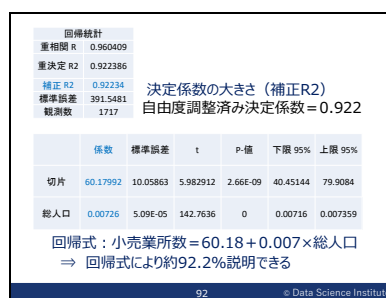 回帰統計
重相関 R 0.960409
重決定 R2 0.922386
補正 R2 0.92234
標準誤差 391.5481
観測数 1717
決定係数の大きさ（補正R2）
自由度調整済み決定係数＝0.922
係数 標準誤差 t P-値 下限 95% 上限 95%
切片 60.17992 10.05863 5.982912 2.66E-09 40.45144 79.9084
総人口 0.00726 5.09E-05 142.7636 0 0.00716 0.007359
回帰式：小売業所数＝60.18＋0.007×総人口
⇒ 回帰式により約92.2%説明できる
92
© Data Science Institute